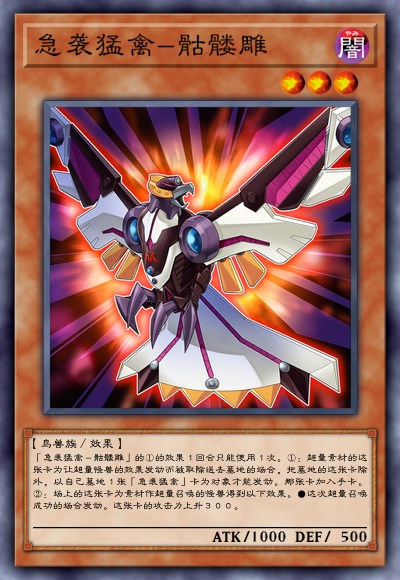 急袭猛禽-骷髅雕
やみ
闇
【鸟兽族/效果】
「急袭猛禽-骷髅雕」的①的效果1回合只能使用1次。①：超量素材的这
张卡为让超量怪兽的效果发动而被取除送去墓地的场合，把墓地的这张卡除
外，以自己墓地1张「急袭猛禽」卡为对象才能发动。那张卡加入手卡。
②：场上的这张卡为素材作超量召唤的怪兽得到以下效果。●这次超量召唤
成功的场合发动。这张卡的攻击力上升３００。
ATK/1000 DEF/ 500